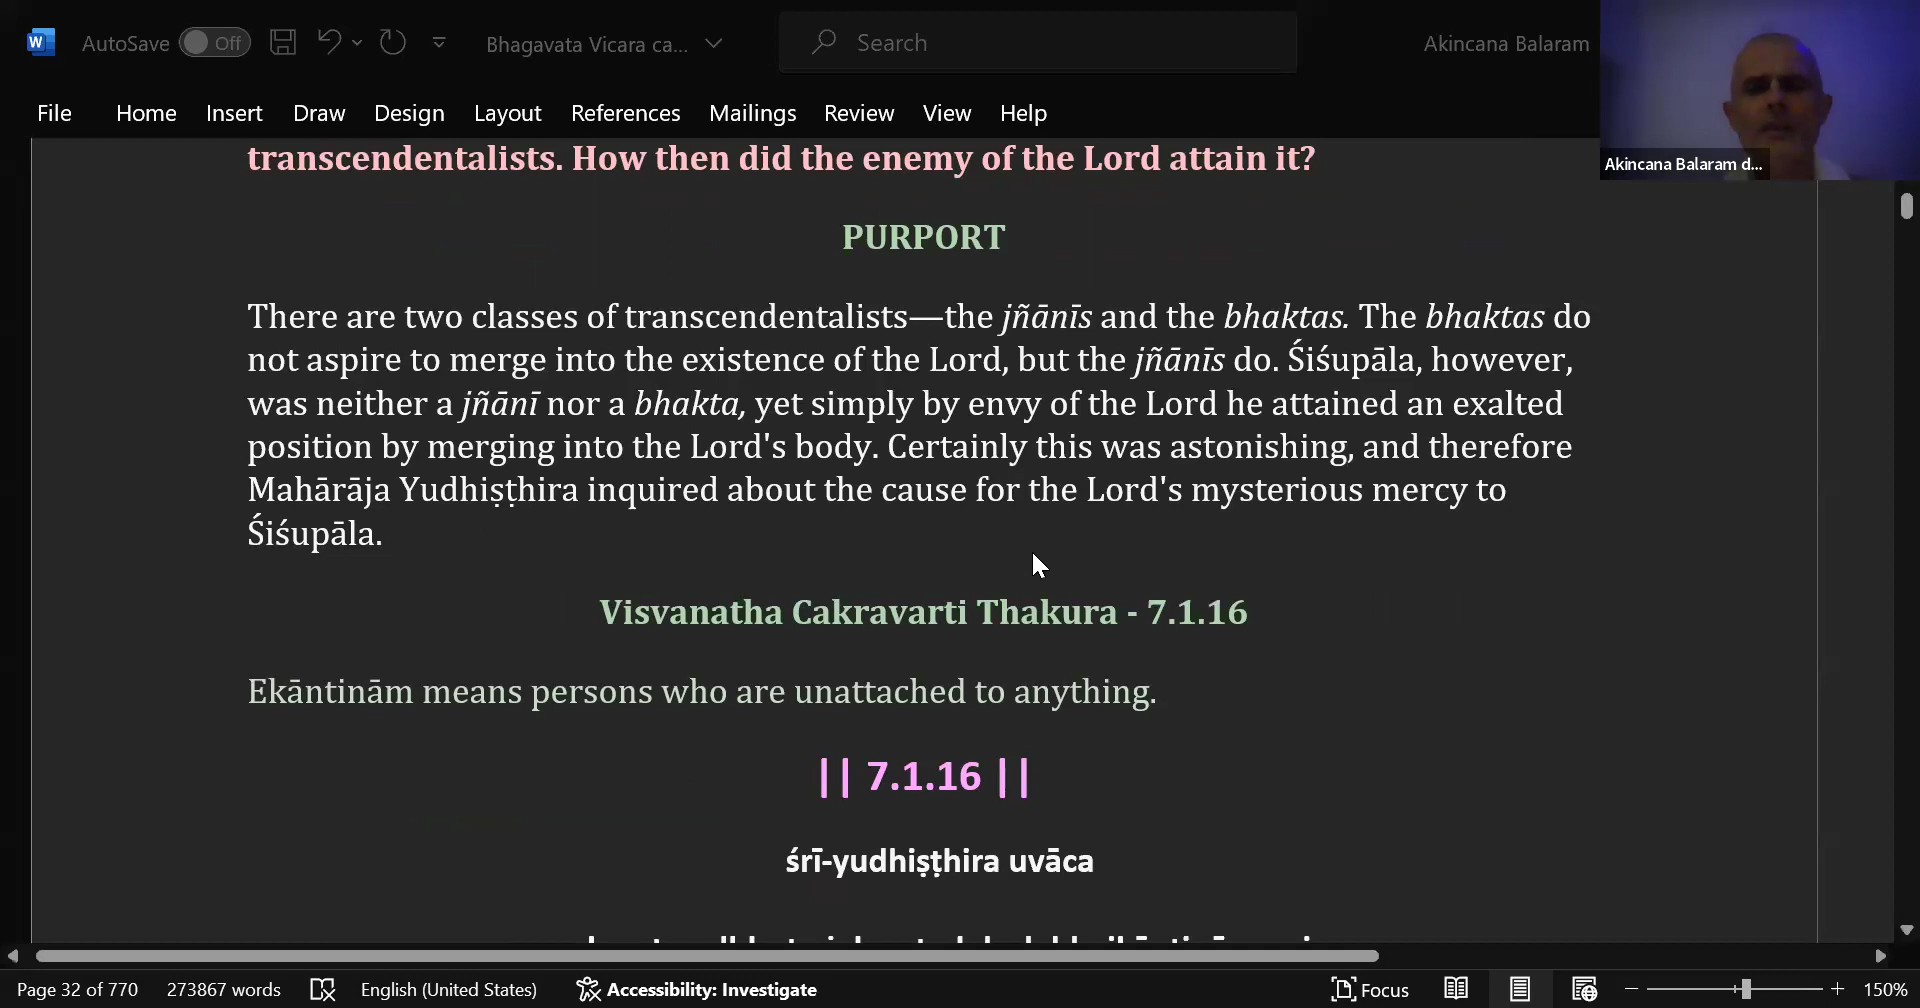 W AutoSave Off Bhagavata Vicara ca... Search Akincana Balaram
File Home Insert Draw Design Layout References Mailings Review View Help
Akincana Balaram d...
transcendentalists. How then did the enemy of the Lord attain it?
PURPORT
There are two classes of transcendentalists—the jñānīs and the bhaktas. The bhaktas do
not aspire to merge into the existence of the Lord, but the jñānīs do. Śiśupāla, however,
was neither a jñānī nor a bhakta, yet simply by envy of the Lord he attained an exalted
position by merging into the Lord's body. Certainly this was astonishing, and therefore
Mahārāja Yudhiṣṭhira inquired about the cause for the Lord's mysterious mercy to
Śiśupāla.
Visvanatha Cakravarti Thakura - 7.1.16
Ekāntinām means persons who are unattached to anything.
|| 7.1.16 ||
śrī-yudhiṣṭhira uvāca
Page 32 of 770 273867 words English (United States) Accessibility: Investigate Focus 150%